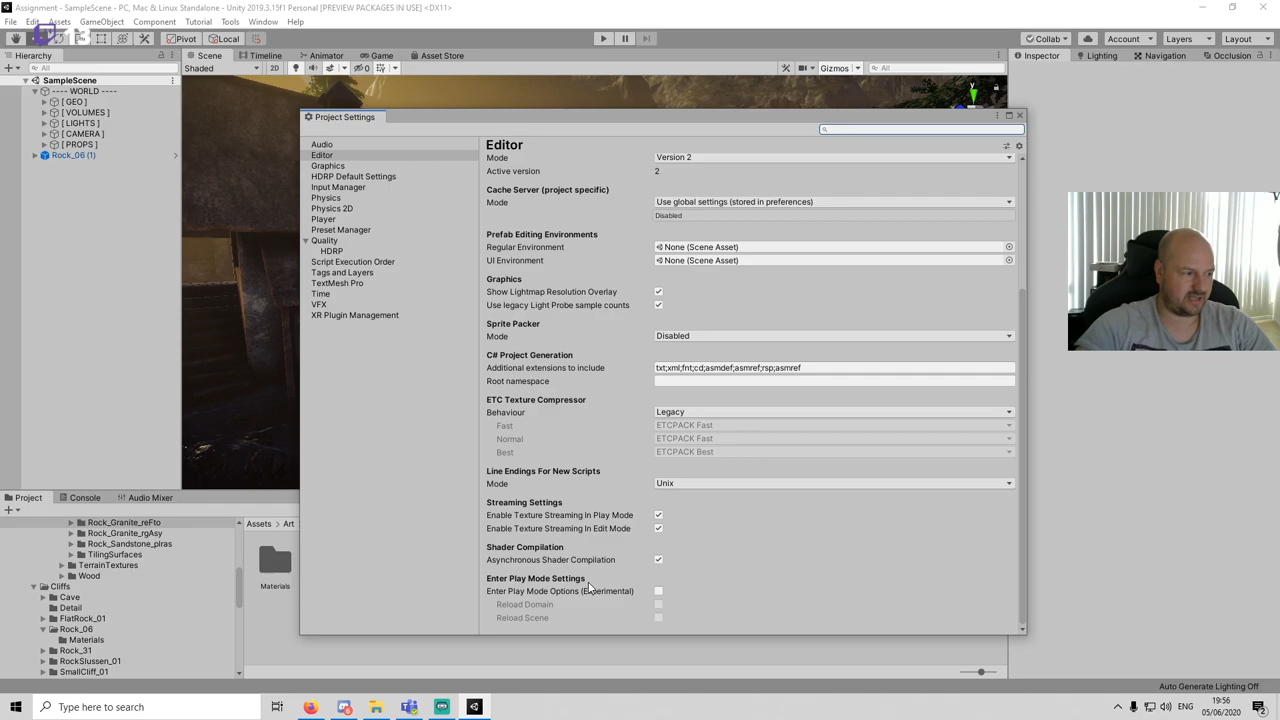 Assignment - SampleScene - PC, Mac & Linux Standalone - Unity 2019.3.15f1 Personal [PREVIEW PACKAGES IN USE] <DX11>
File Edit Assets GameObject Component Tutorial Tools Window Help
13
Pivot Local
Collab Account Layers Layout
Hierarchy
Scene Timeline Animator Game Asset Store
Inspector Lighting Navigation Occlusion
All
Shaded 2D 0 Gizmos All
SampleScene
---- WORLD ----
[ GEO ]
[ VOLUMES ]
[ LIGHTS ]
[ CAMERA ]
[ PROPS ]
Rock_06 (1)
y
Project Settings
Audio
Editor
Graphics
HDRP Default Settings
Input Manager
Physics
Physics 2D
Player
Preset Manager
Quality
HDRP
Script Execution Order
Tags and Layers
TextMesh Pro
Time
VFX
XR Plugin Management
Editor
Mode Version 2
Active version 2
Cache Server (project specific)
Mode Use global settings (stored in preferences)
Disabled
Prefab Editing Environments
Regular Environment None (Scene Asset)
UI Environment None (Scene Asset)
Graphics
Show Lightmap Resolution Overlay
Use legacy Light Probe sample counts
Sprite Packer
Mode Disabled
C# Project Generation
Additional extensions to include txt;xml;fnt;cd;asmdef;asmref;rsp;asmref
Root namespace
ETC Texture Compressor
Behaviour Legacy
Fast ETCPACK Fast
Normal ETCPACK Fast
Best ETCPACK Best
Line Endings For New Scripts
Mode Unix
Streaming Settings
Enable Texture Streaming In Play Mode
Enable Texture Streaming In Edit Mode
Shader Compilation
Asynchronous Shader Compilation
Enter Play Mode Settings
Enter Play Mode Options (Experimental)
Reload Domain
Reload Scene
Project Console Audio Mixer
Rock_Granite_reFto
Rock_Granite_rgAsy
Rock_Sandstone_plras
TilingSurfaces
TerrainTextures
Wood
Cliffs
Cave
Detail
FlatRock_01
Rock_06
Materials
Rock_31
RockSlussen_01
SmallCliff_01
Assets > Art
Materials
Auto Generate Lighting Off
Type here to search
ENG
19:56
05/06/2020
2